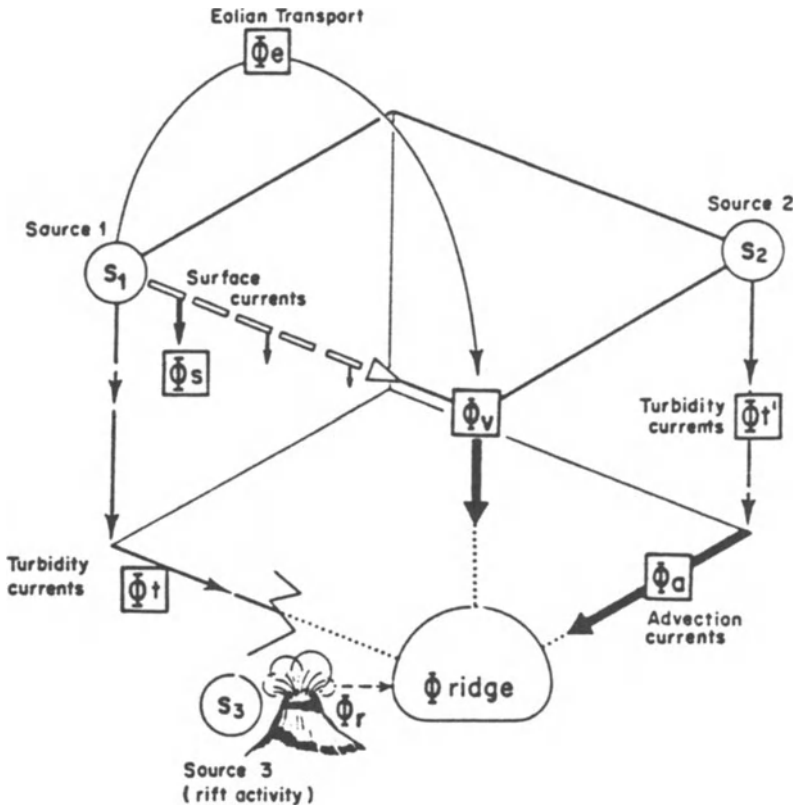 Eolian Transport
Φe
Source 1
S1
Surface
currents
Φs
Source 2
S2
Φv
Turbidity
currents
Φt'
Turbidity
currents
Φt
Φa
Advection
currents
Φ ridge
S3
Φr
Source 3
( rift activity)